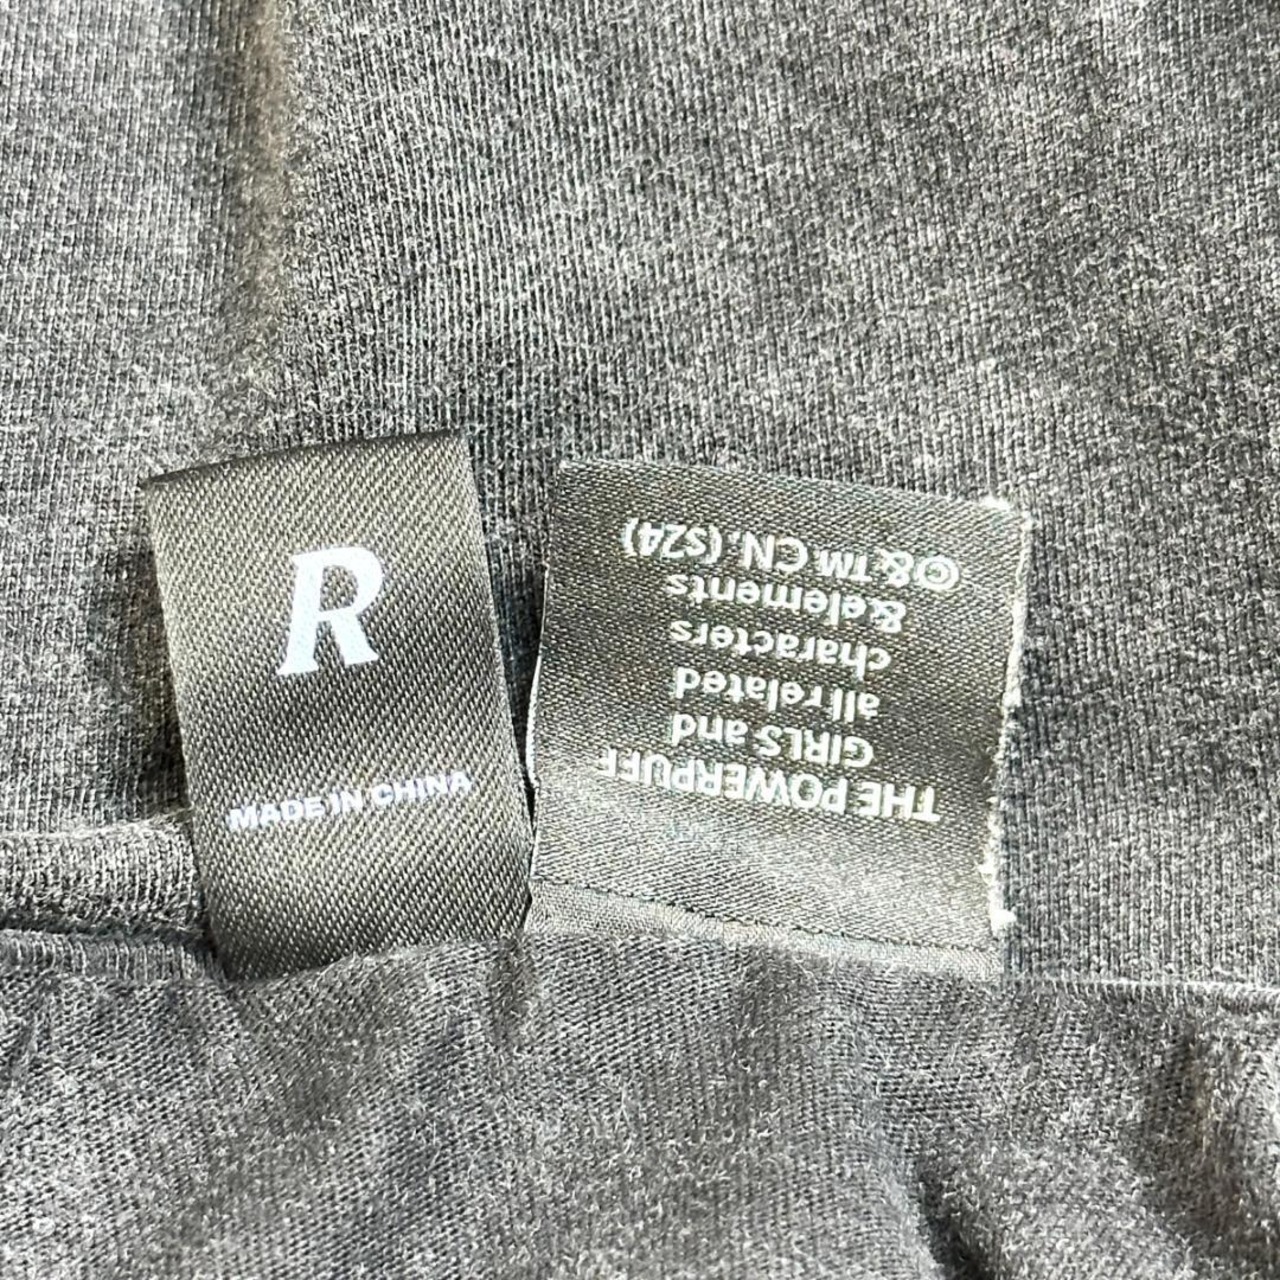 R
MADE IN CHINA
THE POWERPUFF
GIRLS and
all related
characters
&elements
©&™ CN. (s24)